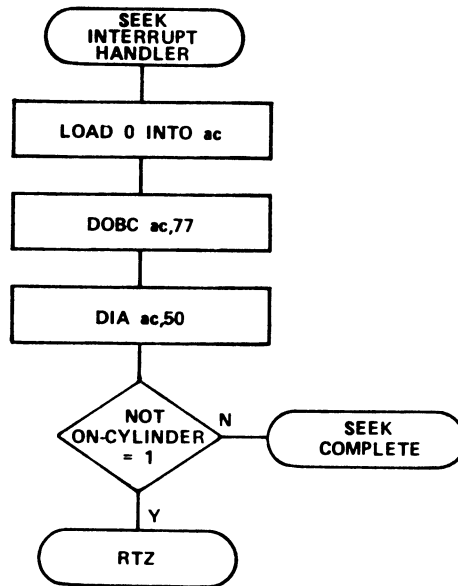 SEEK
INTERRUPT
HANDLER
LOAD 0 INTO ac
DOBC ac,77
DIA ac,50
NOT
ON-CYLINDER
= 1
N
SEEK
COMPLETE
Y
RTZ